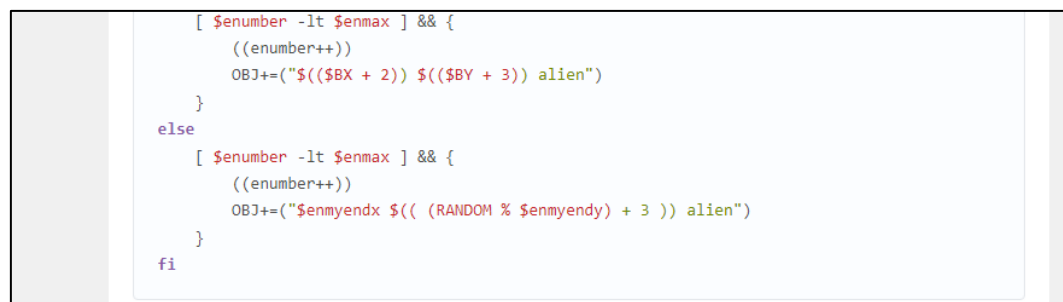 [ $enumber -lt $enmax ] && {
((enumber++))
OBJ+=("$(($BX + 2)) $(($BY + 3)) alien")
}
else
[ $enumber -lt $enmax ] && {
((enumber++))
OBJ+=("$enmyendx $(( (RANDOM % $enmyendy) + 3 )) alien")
}
fi